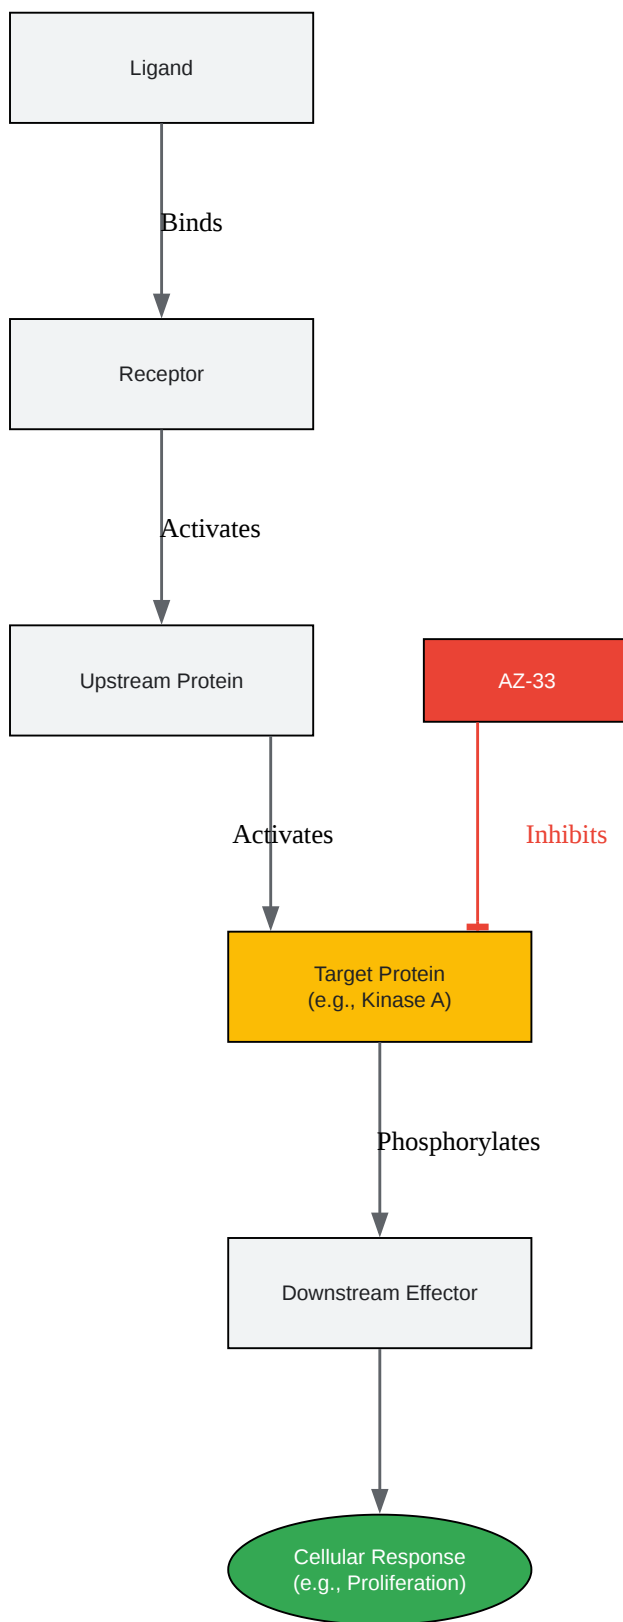 Ligand
Binds
Receptor
Activates
Upstream Protein
AZ-33
Activates
Inhibits
Target Protein
(e.g., Kinase A)
Phosphorylates
Downstream Effector
Cellular Response
(e.g., Proliferation)